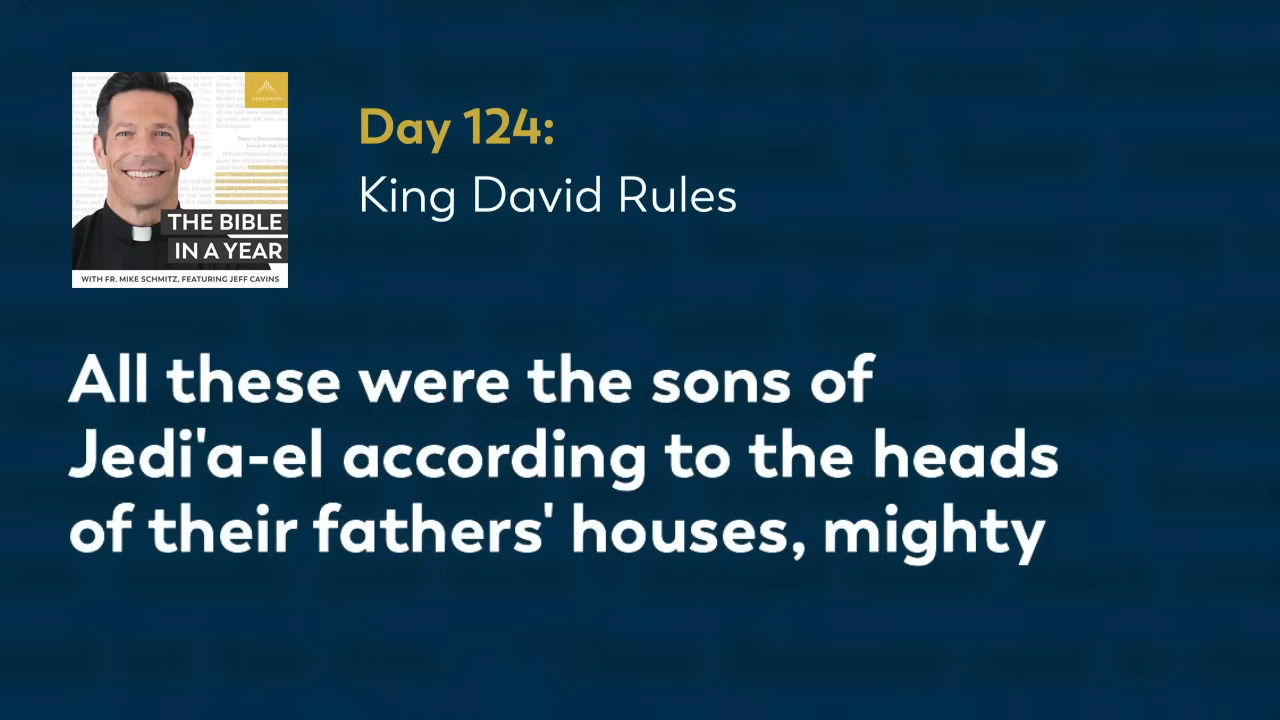 Day 124:
King David Rules
THE BIBLE
IN A YEAR
WITH FR. MIKE SCHMITZ, FEATURING JEFF CAVINS
All these were the sons of
Jedi'a-el according to the heads
of their fathers' houses, mighty